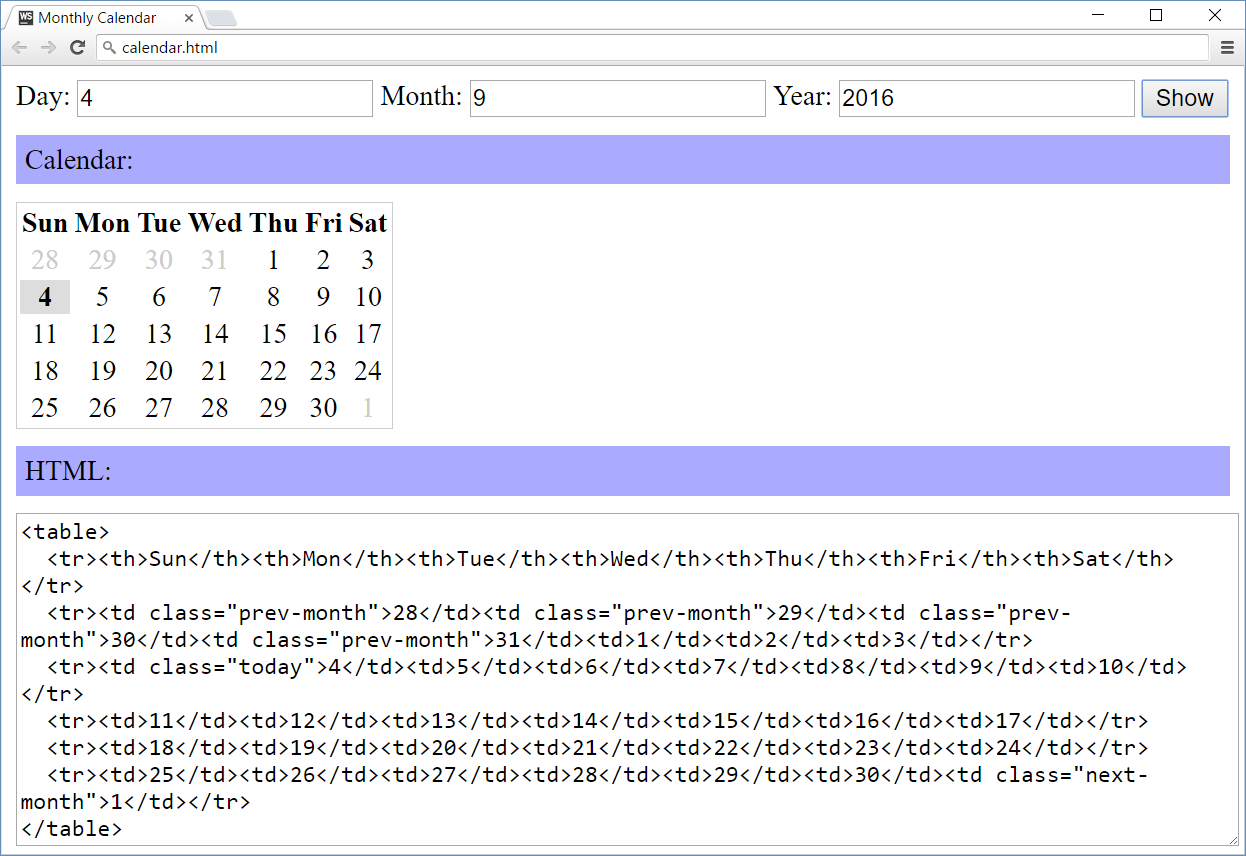 WS Monthly Calendar
calendar.html
Day: 4 Month: 9 Year: 2016 Show
Calendar:
Sun Mon Tue Wed Thu Fri Sat
28 29 30 31 1 2 3
4 5 6 7 8 9 10
11 12 13 14 15 16 17
18 19 20 21 22 23 24
25 26 27 28 29 30 1
HTML:
<table>
  <tr><th>Sun</th><th>Mon</th><th>Tue</th><th>Wed</th><th>Thu</th><th>Fri</th><th>Sat</th>
</tr>
  <tr><td class="prev-month">28</td><td class="prev-month">29</td><td class="prev-
month">30</td><td class="prev-month">31</td><td>1</td><td>2</td><td>3</td></tr>
  <tr><td class="today">4</td><td>5</td><td>6</td><td>7</td><td>8</td><td>9</td><td>10</td>
</tr>
  <tr><td>11</td><td>12</td><td>13</td><td>14</td><td>15</td><td>16</td><td>17</td></tr>
  <tr><td>18</td><td>19</td><td>20</td><td>21</td><td>22</td><td>23</td><td>24</td></tr>
  <tr><td>25</td><td>26</td><td>27</td><td>28</td><td>29</td><td>30</td><td class="next-
month">1</td></tr>
</table>